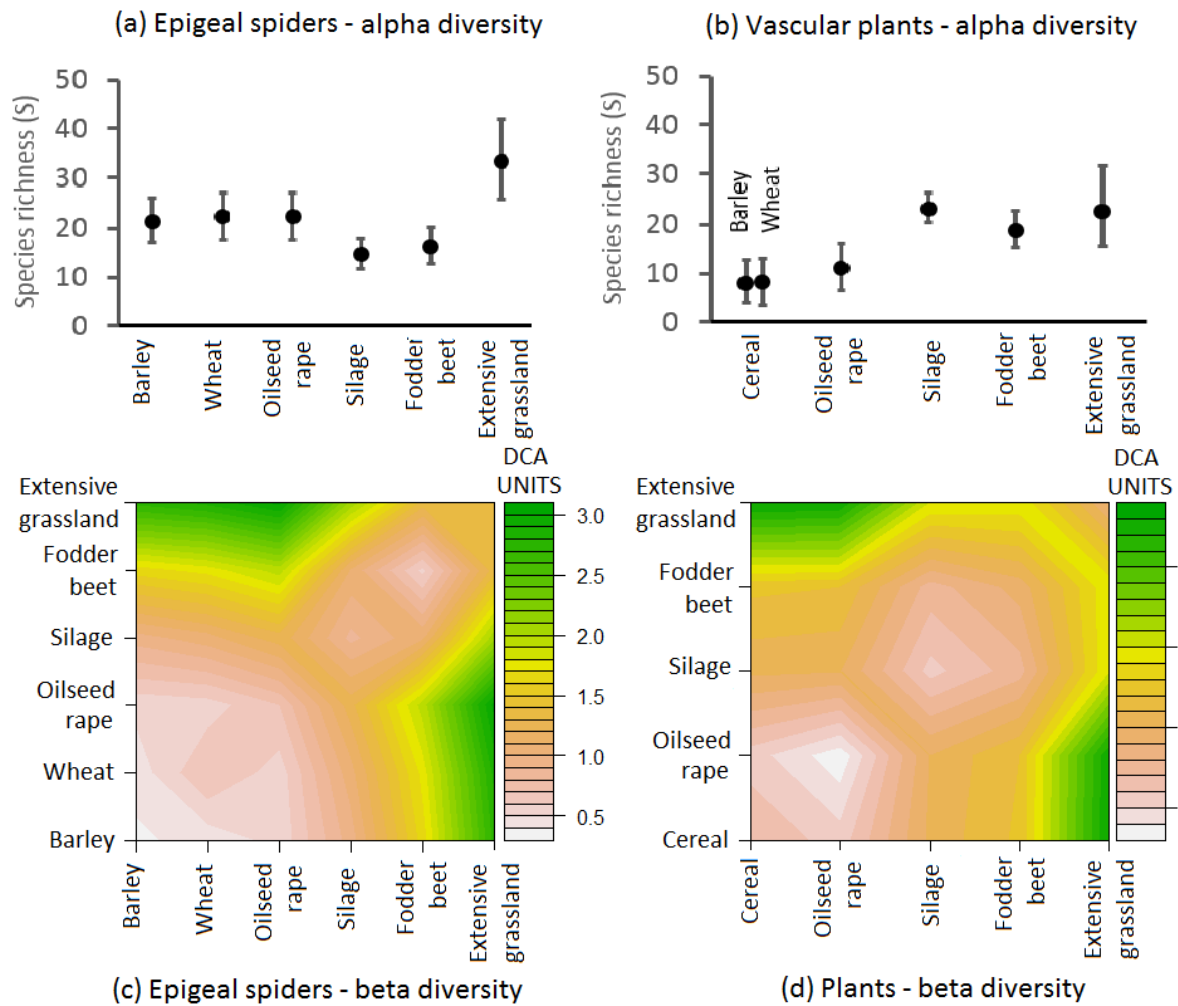 (a) Epigeal spiders - alpha diversity
Species richness (S)
50
40
30
20
10
0
Barley
Wheat
Oilseed
rape
Silage
Fodder
beet
Extensive
grassland
(b) Vascular plants - alpha diversity
Species richness (S)
50
40
30
20
10
0
Barley
Wheat
Cereal
Oilseed
rape
Silage
Fodder
beet
Extensive
grassland
DCA
UNITS
3.0
2.5
2.0
1.5
1.0
0.5
Extensive
grassland
Fodder
beet
Silage
Oilseed
rape
Wheat
Barley
Barley
Wheat
Oilseed
rape
Silage
Fodder
beet
Extensive
grassland
(c) Epigeal spiders - beta diversity
DCA
UNITS
Extensive
grassland
Fodder
beet
Silage
Oilseed
rape
Cereal
Cereal
Oilseed
rape
Silage
Fodder
beet
Extensive
grassland
(d) Plants - beta diversity